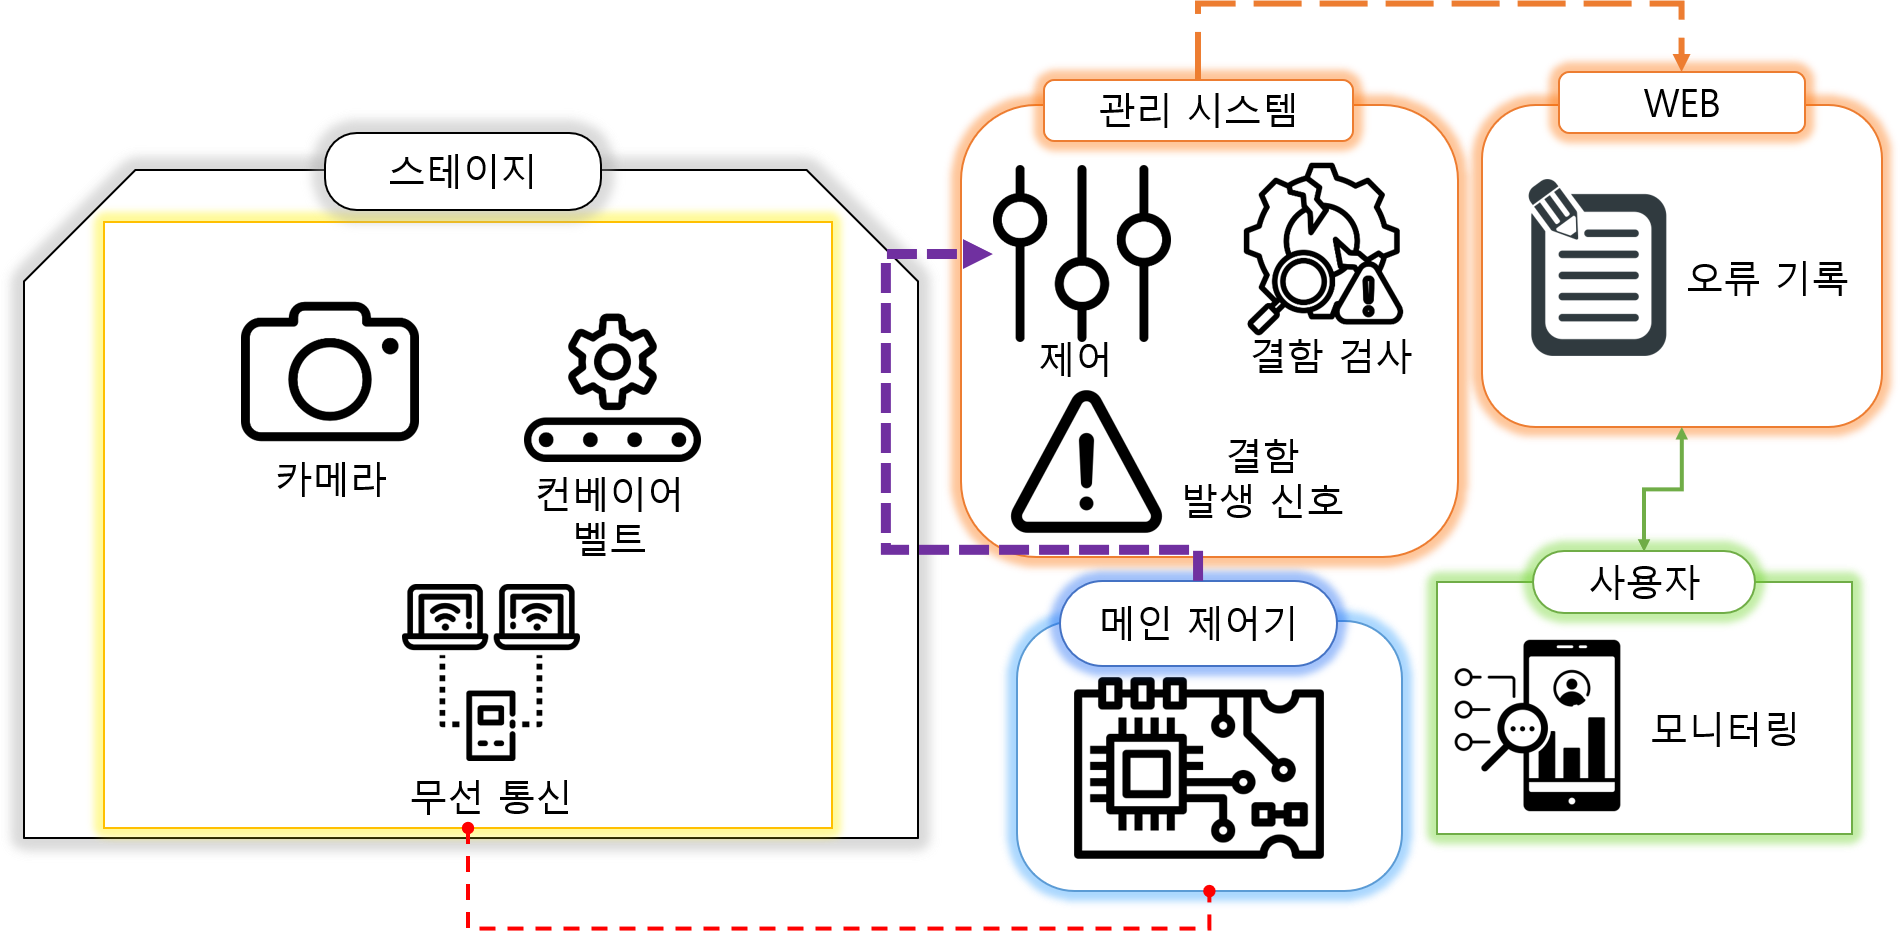 스테이지
카메라
컨베이어
벨트
무선 통신
관리 시스템
제어
결함 검사
결함
발생 신호
메인 제어기
WEB
오류 기록
사용자
모니터링